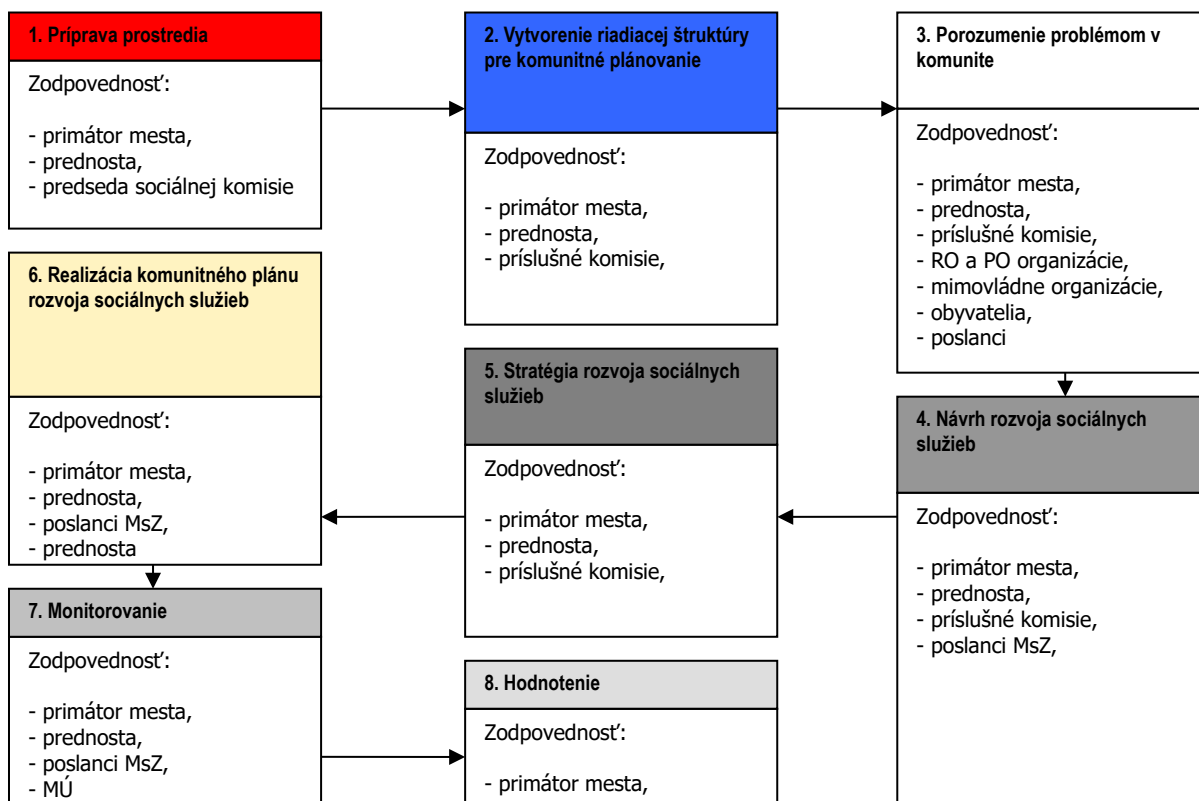 1. Príprava prostredia
Zodpovednosť:
- primátor mesta,
- prednosta,
- predseda sociálnej komisie
2. Vytvorenie riadiacej štruktúry
pre komunitné plánovanie
Zodpovednosť:
- primátor mesta,
- prednosta,
- príslušné komisie,
3. Porozumenie problémom v
komunite
Zodpovednosť:
- primátor mesta,
- prednosta,
- príslušné komisie,
- RO a PO organizácie,
- mimovládne organizácie,
- obyvatelia,
- poslanci
4. Návrh rozvoja sociálnych
služieb
Zodpovednosť:
- primátor mesta,
- prednosta,
- príslušné komisie,
- poslanci MsZ,
5. Stratégia rozvoja sociálnych
služieb
Zodpovednosť:
- primátor mesta,
- prednosta,
- príslušné komisie,
6. Realizácia komunitného plánu
rozvoja sociálnych služieb
Zodpovednosť:
- primátor mesta,
- prednosta,
- poslanci MsZ,
- prednosta
7. Monitorovanie
Zodpovednosť:
- primátor mesta,
- prednosta,
- poslanci MsZ,
- MÚ
8. Hodnotenie
Zodpovednosť:
- primátor mesta,